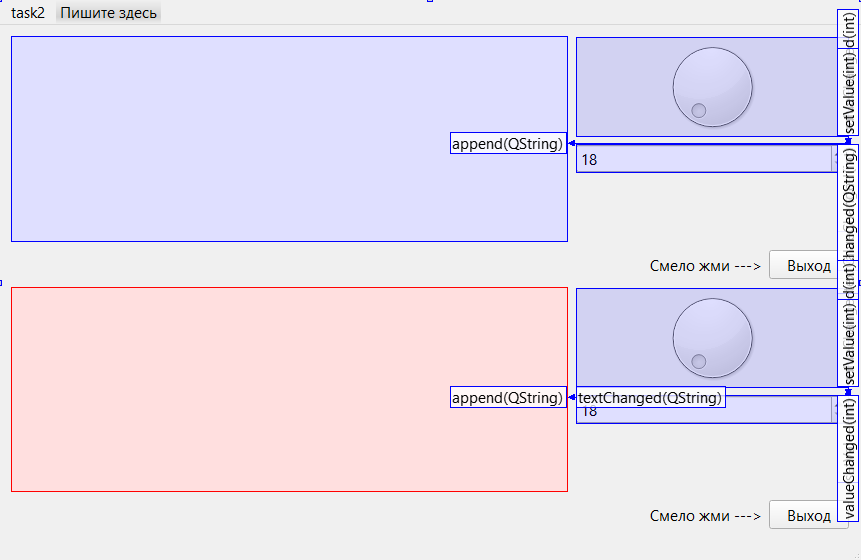 task2 Пишите здесь
d(int)
setValue(int)
append(QString)
18
hanged(QString)
Смело жми ---> Выход
d(int)
setValue(int)
append(QString) textChanged(QString)
18
valueChanged(int)
Смело жми ---> Выход